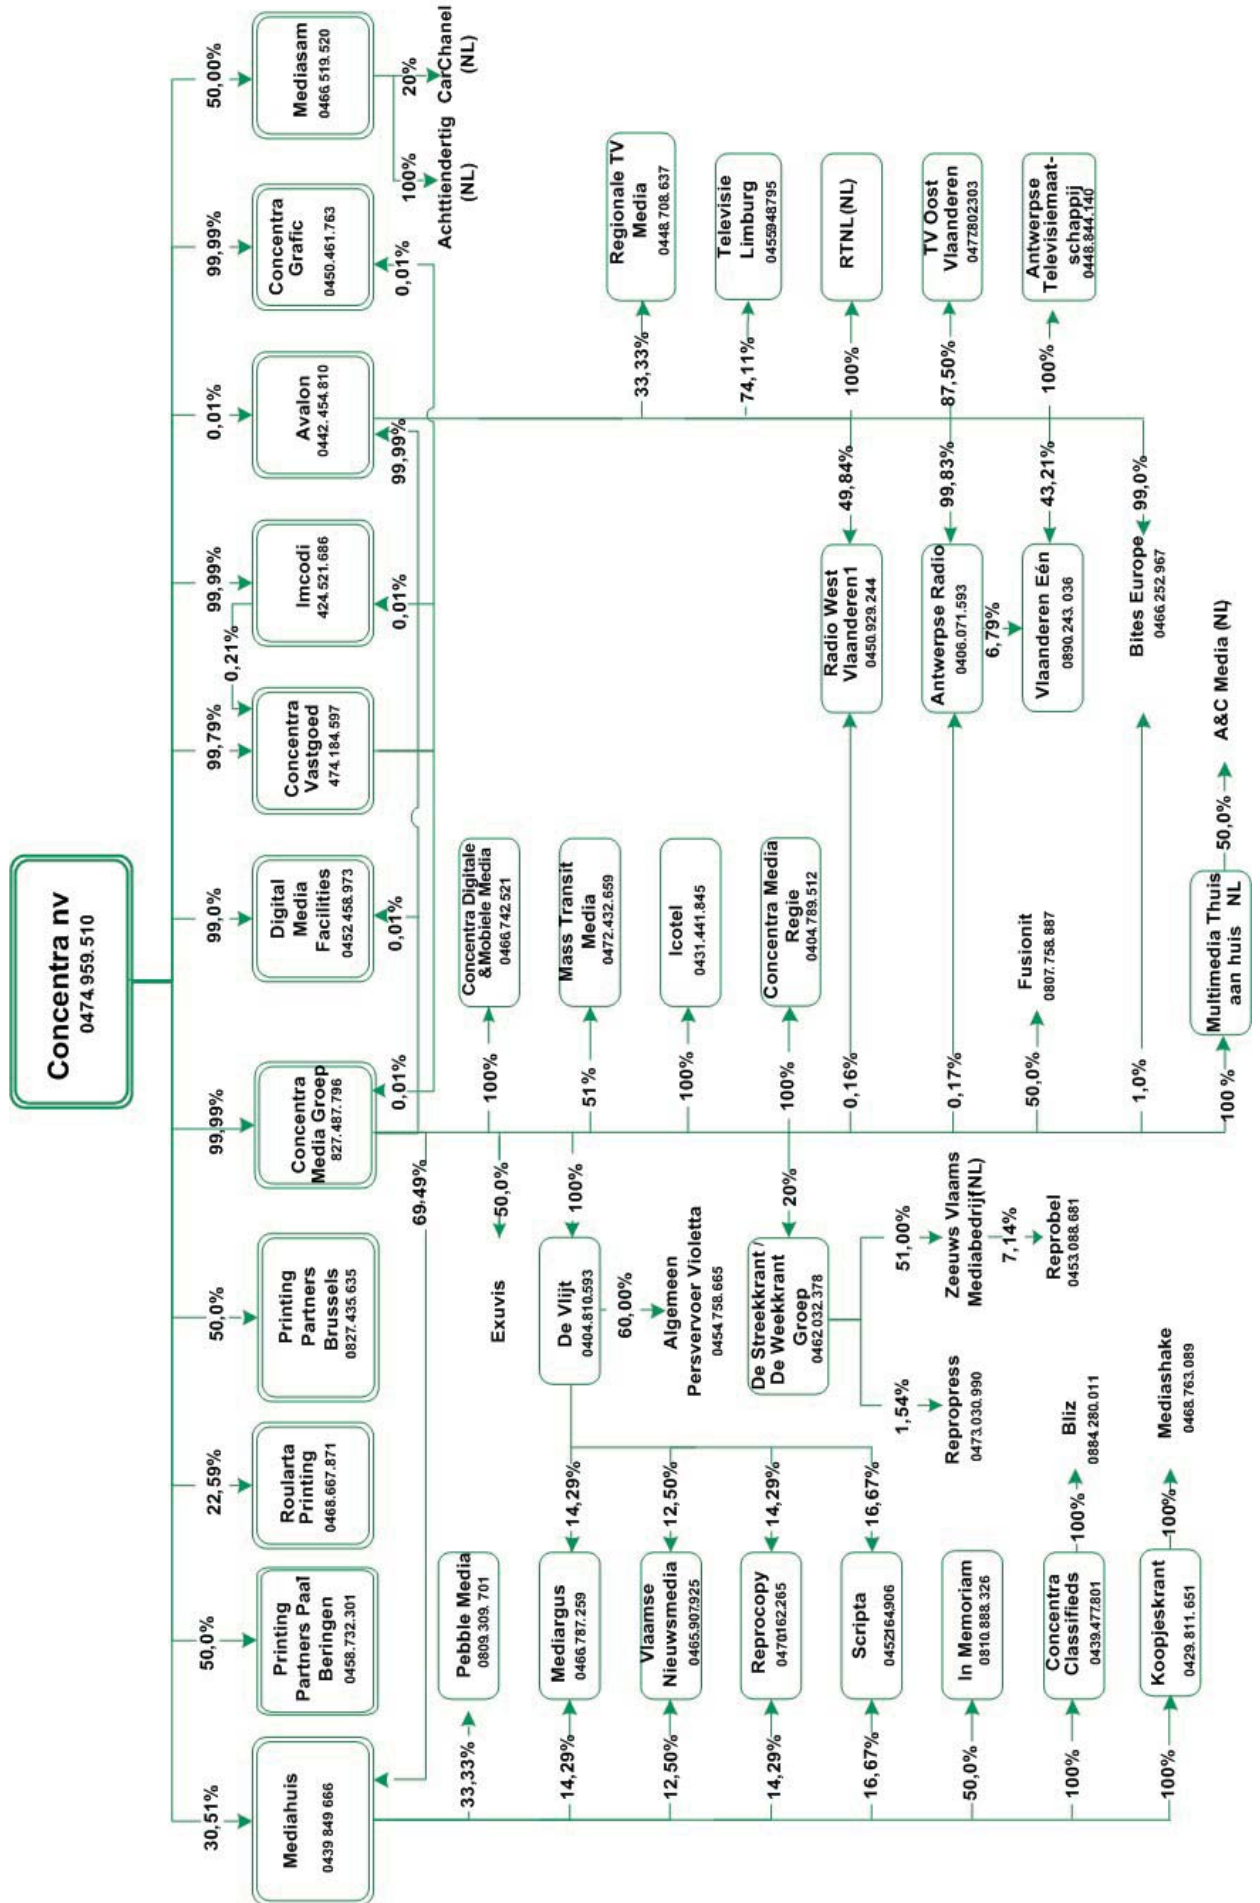 Concentra nv
0474.959.510
30,51%
50,0%
22,59%
50,0%
99,99%
99,0%
99,79%
0,21%
99,99%
0,01%
99,99%
50,00%
Mediahuis
0439 849 666
Printing
Partners Paal
Beringen
0458.732.301
Roularta
Printing
0468.667.871
Printing
Partners
Brussels
0827.435.635
Concentra
Media Groep
827.487.796
Digital
Media
Facilities
0452.458.973
Concentra
Vastgoed
474.184.597
Imcodi
424.521.686
Avalon
0442.454.810
Concentra
Grafic
0450.461.763
Mediasam
0466.519.520
69,49%
0,01%
0,01%
0,01%
99,99%
0,01%
100%
20%
Achttiendertig
(NL)
CarChanel
(NL)
33,33%
Pebble Media
0809.309.701
14,29%
Mediargus
0466.787.259
14,29%
12,50%
Vlaamse
Nieuwsmedia
0465.907.925
12,50%
14,29%
Reprocopy
0470162.265
14,29%
16,67%
Scripta
0452164.906
16,67%
50,0%
In Memoriam
0810.888.326
100%
Concentra
Classifieds
0439.477.801
100%
Bliz
0884.280.011
100%
Koopjeskrant
0429.811.651
100%
Mediashake
0468.763.089
Exuvis
50,0%
De Vlijt
0404.810.593
100%
60,00%
Algemeen
Persvervoer Violetta
0454.758.665
De Streekkrant /
De Weekkrant
Groep
0462.032.378
20%
1,54%
Repropress
0473.030.990
51,00%
Zeeuws Vlaams
Mediabedrijf(NL)
7,14%
Reprobel
0453.088.681
100%
Concentra Digitale
&Mobiele Media
0466.742.521
51%
Mass Transit
Media
0472.432.659
100%
Icotel
0431.441.845
100%
Concentra Media
Regie
0404.789.512
0,16%
Radio West
Vlaanderen1
0450.929.244
49,84%
0,17%
Antwerpse Radio
0406.071.593
99,83%
6,79%
Vlaanderen Eén
0890.243. 036
43,21%
50,0%
Fusionit
0807.758.887
1,0%
Bites Europe
0466.252.967
99,0%
100 %
Multimedia Thuis
aan huis NL
50,0%
A&C Media (NL)
33,33%
Regionale TV
Media
0448.708.637
74,11%
Televisie
Limburg
0455948795
100%
RTNL(NL)
87,50%
TV Oost
Vlaanderen
0477802303
100%
Antwerpse
Televisiemaat-
schappij
0448.844.140